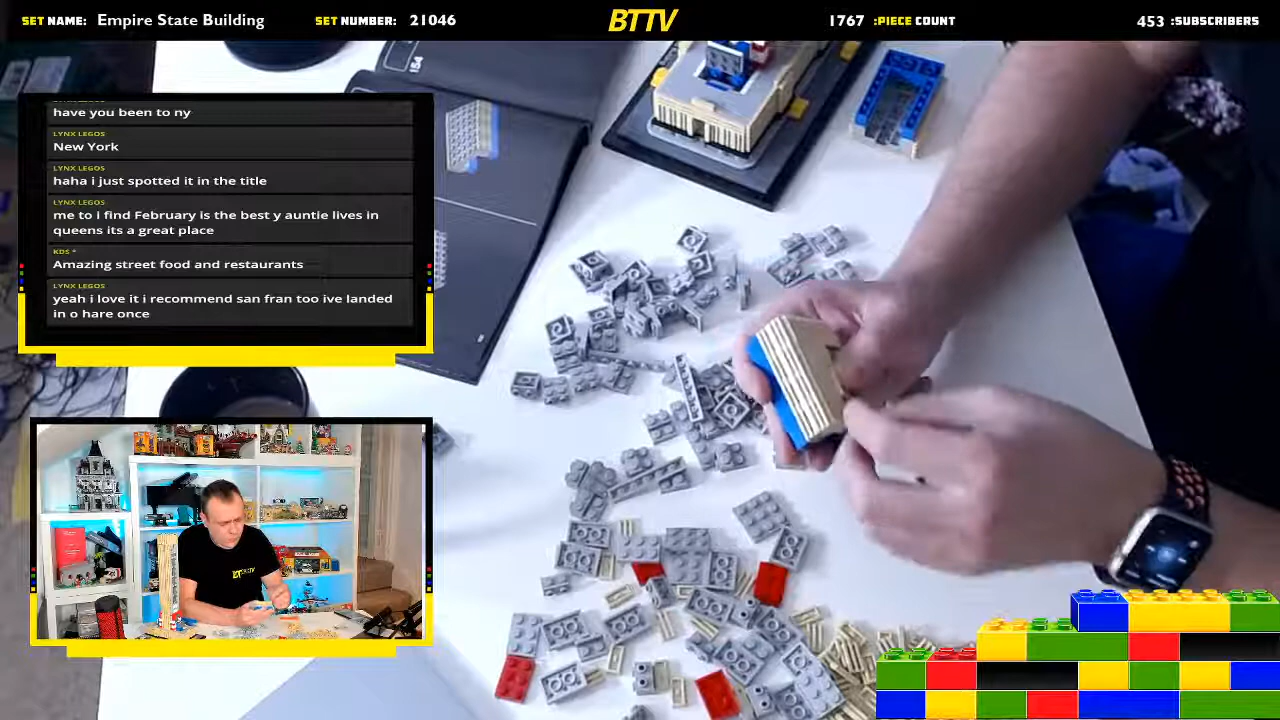 SET NAME: Empire State Building SET NUMBER: 21046 BTTV 1767 :PIECE COUNT 453 :SUBSCRIBERS
154
have you been to ny
LYNX LEGOS
New York
LYNX LEGOS
haha i just spotted it in the title
LYNX LEGOS
me to I find February is the best y auntie lives in
queens its a great place
KDS *
Amazing street food and restaurants
LYNX LEGOS
yeah i love it i recommend san fran too ive landed
in o hare once